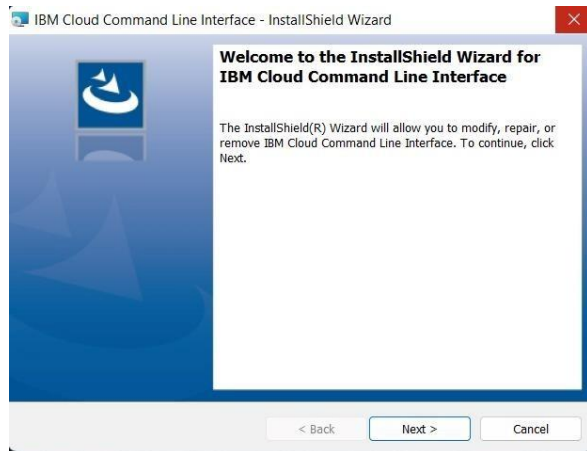 IBM Cloud Command Line Interface - InstallShield Wizard
Welcome to the InstallShield Wizard for
IBM Cloud Command Line Interface
The InstallShield(R) Wizard will allow you to modify, repair, or
remove IBM Cloud Command Line Interface. To continue, click
Next.
< Back
Next >
Cancel